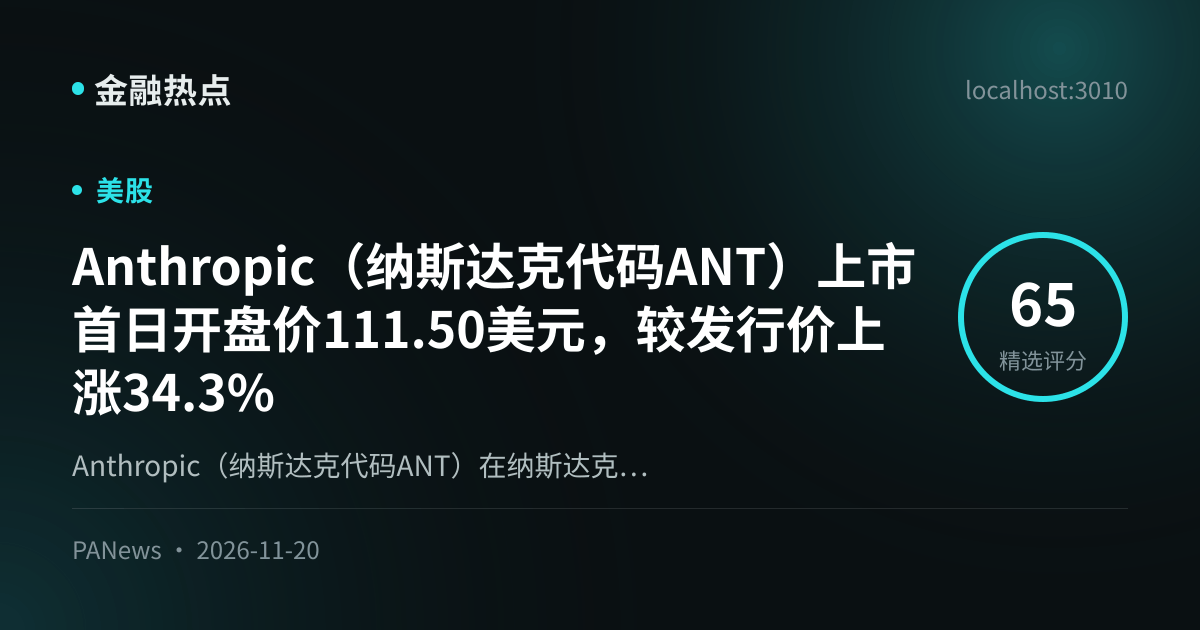 金融热点
localhost:3010
美股
Anthropic（纳斯达克代码ANT）上市
首日开盘价111.50美元，较发行价上
涨34.3%
65
精选评分
Anthropic（纳斯达克代码ANT）在纳斯达克…
PANews · 2026-11-20